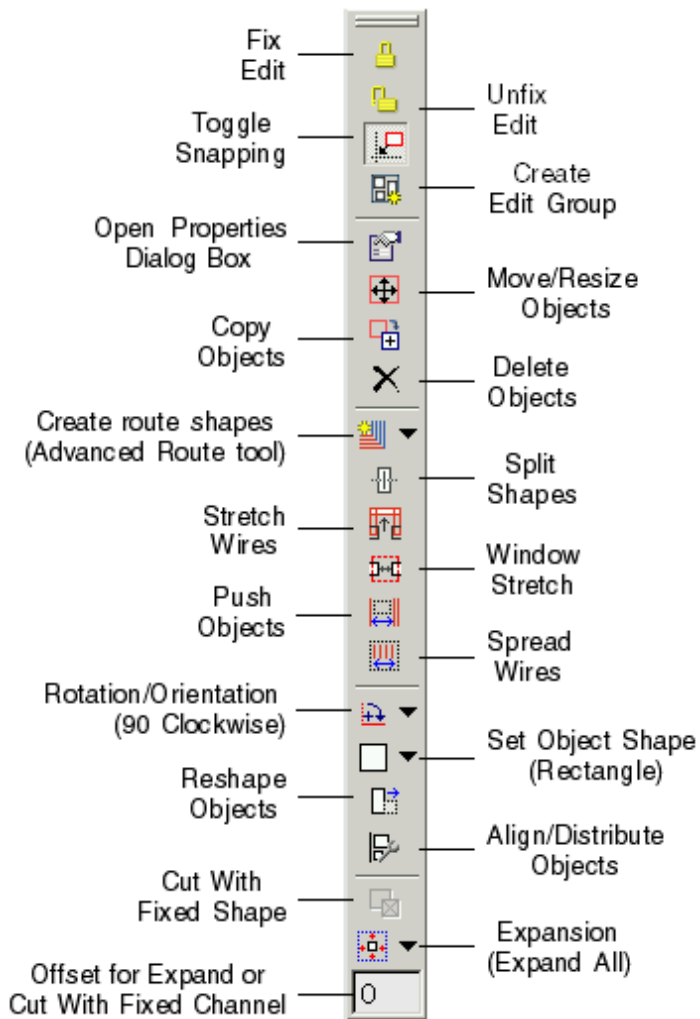 Fix
Edit
Unfix
Edit
Toggle
Snapping
Create
Edit Group
Open Properties
Dialog Box
Move/Resize
Objects
Copy
Objects
Delete
Objects
Create route shapes
(Advanced Route tool)
Split
Shapes
Stretch
Wires
Window
Stretch
Push
Objects
Spread
Wires
Rotation/Orientation
(90 Clockwise)
Set Object Shape
(Rectangle)
Reshape
Objects
Align/Distribute
Objects
Cut With
Fixed Shape
Expansion
(Expand All)
Offset for Expand or
Cut With Fixed Channel
0